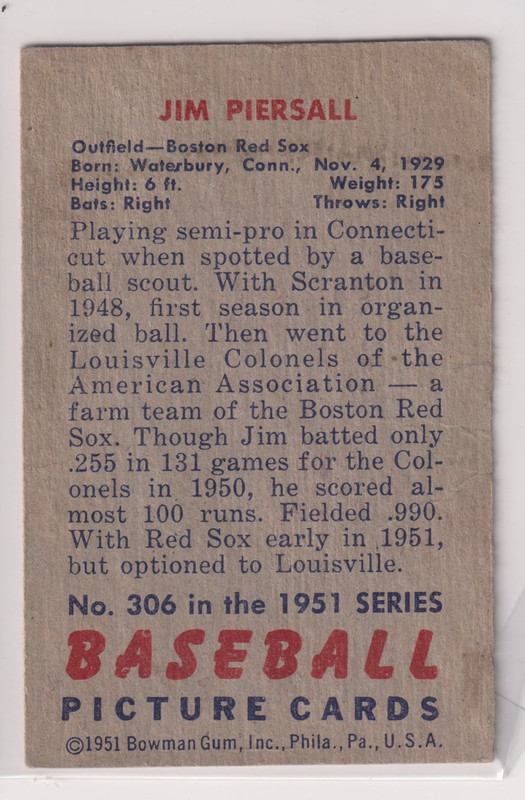 JIM PIERSALL
Outfield—Boston Red Sox
Born: Waterbury, Conn., Nov. 4, 1929
Height: 6 ft. Weight: 175
Bats: Right Throws: Right
Playing semi-pro in Connecti-
cut when spotted by a base-
ball scout. With Scranton in
1948, first season in organ-
ized ball. Then went to the
Louisville Colonels of the
American Association — a
farm team of the Boston Red
Sox. Though Jim batted only
.255 in 131 games for the Col-
onels in 1950, he scored al-
most 100 runs. Fielded .990.
With Red Sox early in 1951,
but optioned to Louisville.
No. 306 in the 1951 SERIES
BASEBALL
PICTURE CARDS
©1951 Bowman Gum, Inc., Phila., Pa., U.S.A.